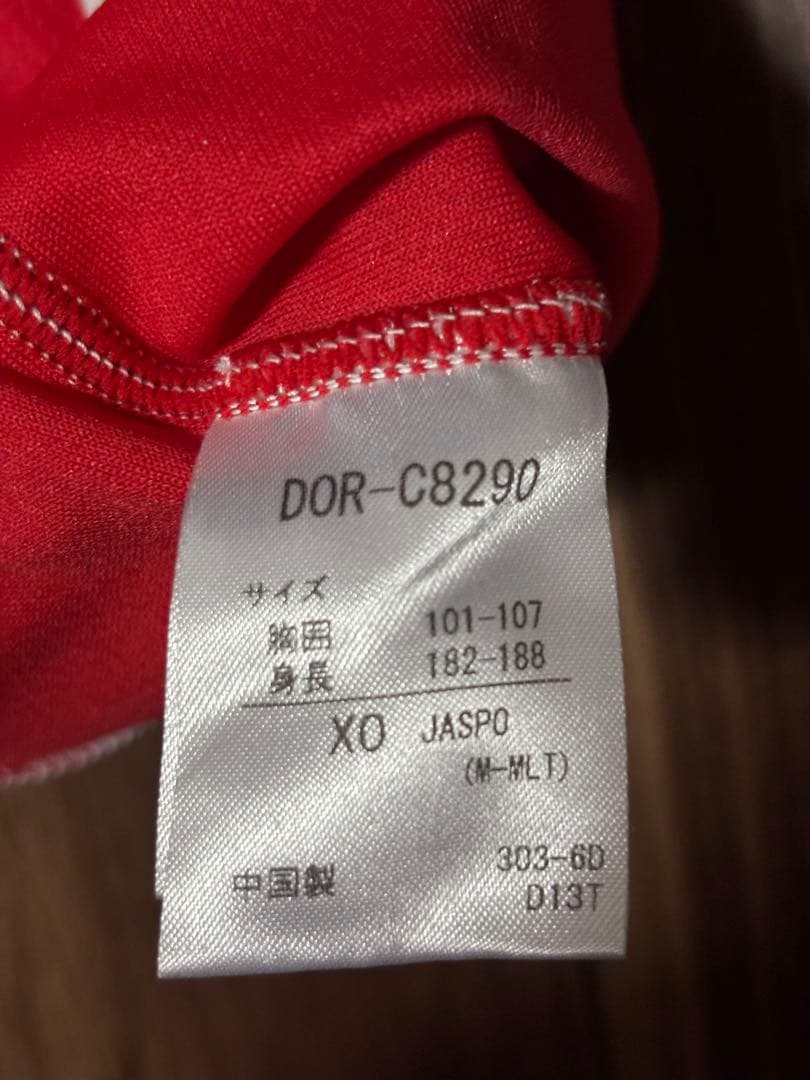 DOR-C8290
サイズ
胸囲 101-107
身長 182-188
XO JASPO
(M-MLT)
303-6D
中国製 D13T